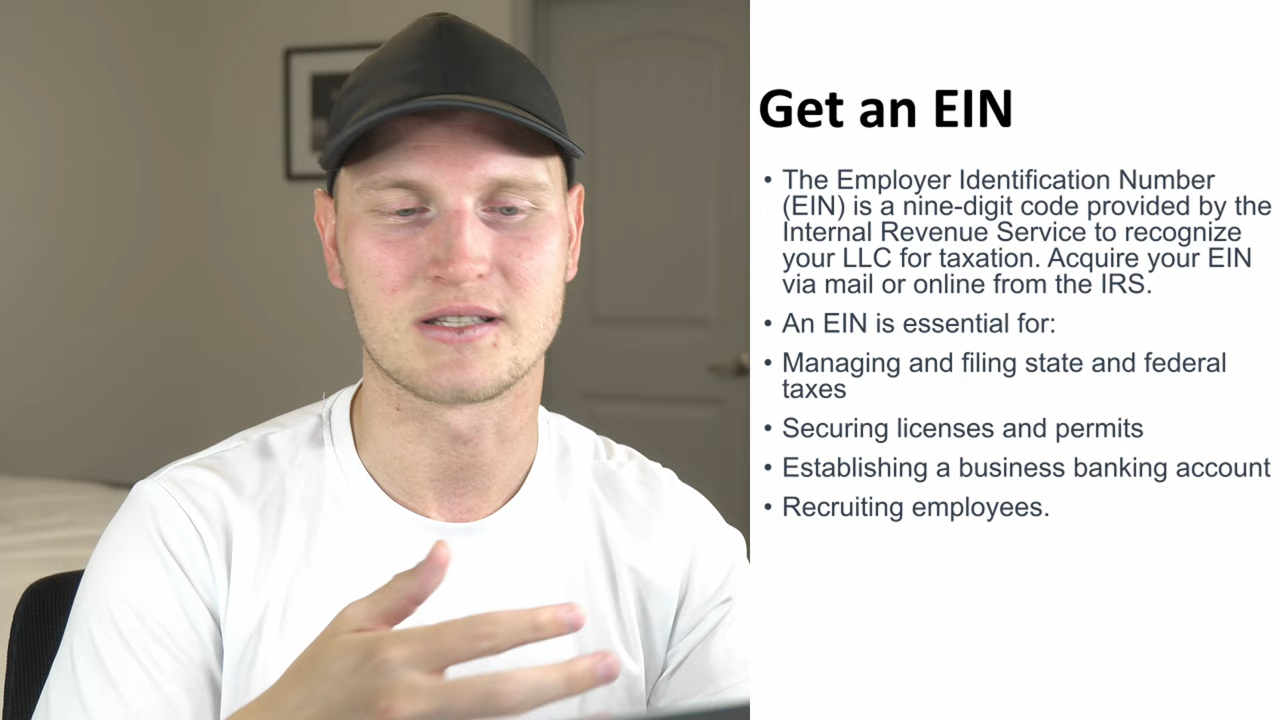 Get an EIN
• The Employer Identification Number
(EIN) is a nine-digit code provided by the
Internal Revenue Service to recognize
your LLC for taxation. Acquire your EIN
via mail or online from the IRS.
• An EIN is essential for:
• Managing and filing state and federal
taxes
• Securing licenses and permits
• Establishing a business banking account
• Recruiting employees.